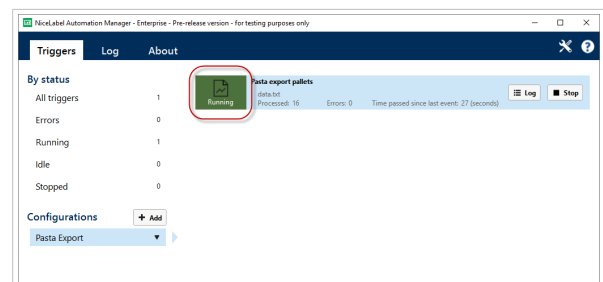 NiceLabel Automation Manager - Enterprise - Pre-release version - for testing purposes only
Triggers Log About
By status
All triggers 1
Errors 0
Running 1
Idle 0
Stopped 0
Configurations + Add
Pasta Export
Running
Pasta export pallets
data.txt
Processed: 16 Errors: 0 Time passed since last event: 27 (seconds)
Log Stop